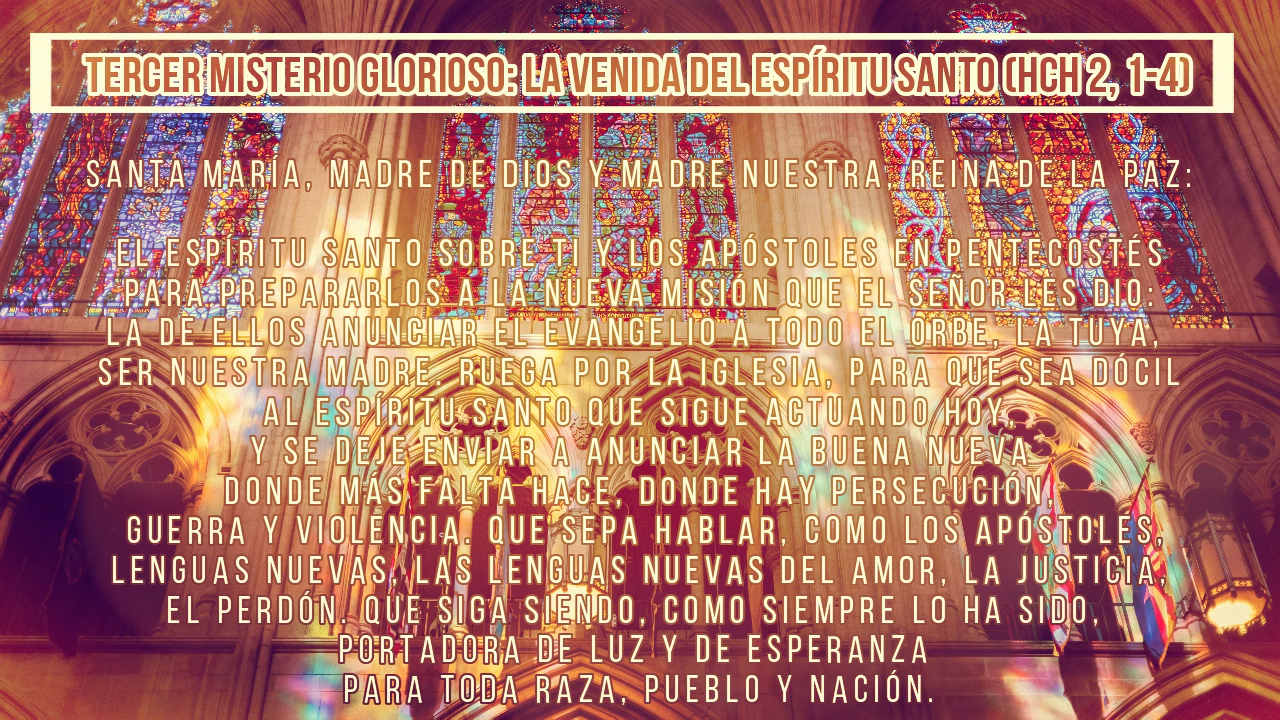 TERCER MISTERIO GLORIOSO: LA VENIDA DEL ESPÍRITU SANTO (HCH 2, 1-4)
SANTA MARÍA, MADRE DE DIOS Y MADRE NUESTRA, REINA DE LA PAZ:
EL ESPÍRITU SANTO SOBRE TI Y LOS APÓSTOLES EN PENTECOSTÉS
PARA PREPARARLOS A LA NUEVA MISIÓN QUE EL SEÑOR LES DIO:
LA DE ELLOS ANUNCIAR EL EVANGELIO A TODO EL ORBE, LA TUYA,
SER NUESTRA MADRE. RUEGA POR LA IGLESIA, PARA QUE SEA DÓCIL
AL ESPÍRITU SANTO QUE SIGUE ACTUANDO HOY,
Y SE DEJE ENVIAR A ANUNCIAR LA BUENA NUEVA
DONDE MÁS FALTA HACE, DONDE HAY PERSECUCIÓN,
GUERRA Y VIOLENCIA. QUE SEPA HABLAR, COMO LOS APÓSTOLES,
LENGUAS NUEVAS, LAS LENGUAS NUEVAS DEL AMOR, LA JUSTICIA,
EL PERDÓN. QUE SIGA SIENDO, COMO SIEMPRE LO HA SIDO,
PORTADORA DE LUZ Y DE ESPERANZA
PARA TODA RAZA, PUEBLO Y NACIÓN.